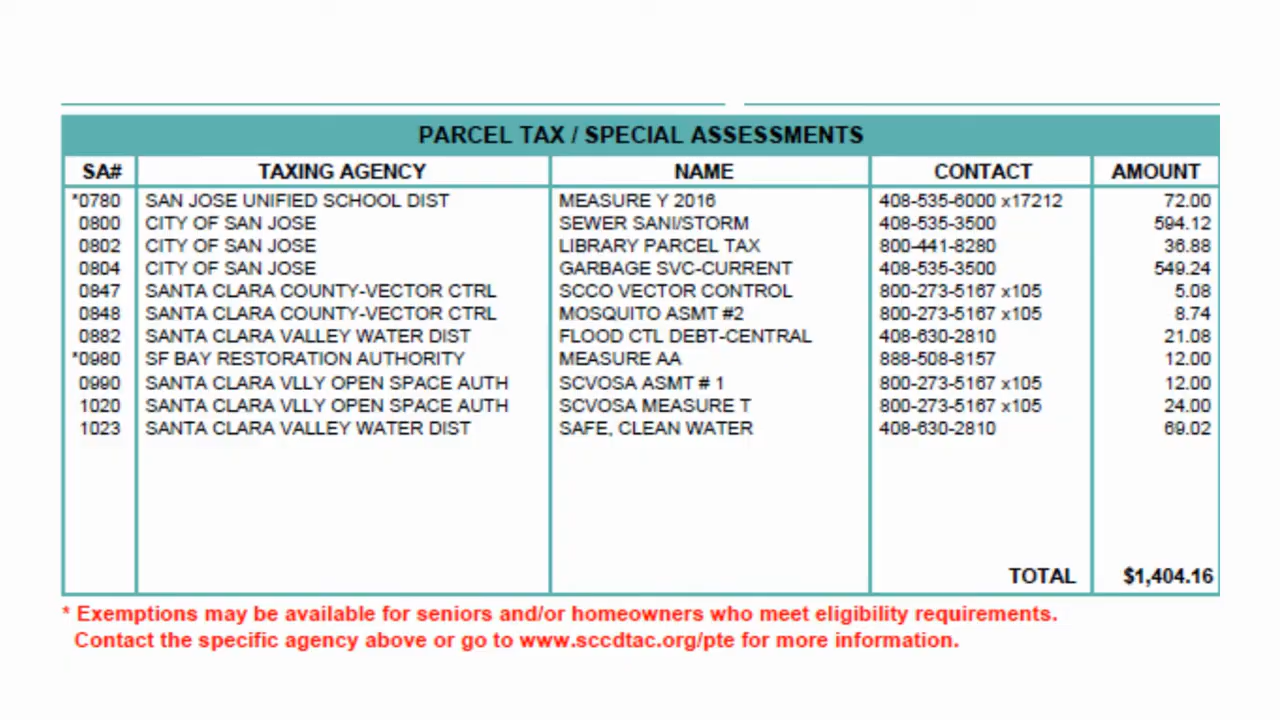 PARCEL TAX / SPECIAL ASSESSMENTS
SA# TAXING AGENCY NAME CONTACT AMOUNT
*0780 SAN JOSE UNIFIED SCHOOL DIST MEASURE Y 2016 408-535-6000 x17212 72.00
0800 CITY OF SAN JOSE SEWER SANI/STORM 408-535-3500 594.12
0802 CITY OF SAN JOSE LIBRARY PARCEL TAX 800-441-8280 36.88
0804 CITY OF SAN JOSE GARBAGE SVC-CURRENT 408-535-3500 549.24
0847 SANTA CLARA COUNTY-VECTOR CTRL SCCO VECTOR CONTROL 800-273-5167 x105 5.08
0848 SANTA CLARA COUNTY-VECTOR CTRL MOSQUITO ASMT #2 800-273-5167 x105 8.74
0882 SANTA CLARA VALLEY WATER DIST FLOOD CTL DEBT-CENTRAL 408-630-2810 21.08
*0980 SF BAY RESTORATION AUTHORITY MEASURE AA 888-508-8157 12.00
0990 SANTA CLARA VLLY OPEN SPACE AUTH SCVOSA ASMT # 1 800-273-5167 x105 12.00
1020 SANTA CLARA VLLY OPEN SPACE AUTH SCVOSA MEASURE T 800-273-5167 x105 24.00
1023 SANTA CLARA VALLEY WATER DIST SAFE, CLEAN WATER 408-630-2810 69.02
TOTAL $1,404.16
* Exemptions may be available for seniors and/or homeowners who meet eligibility requirements.
Contact the specific agency above or go to www.sccdtac.org/pte for more information.